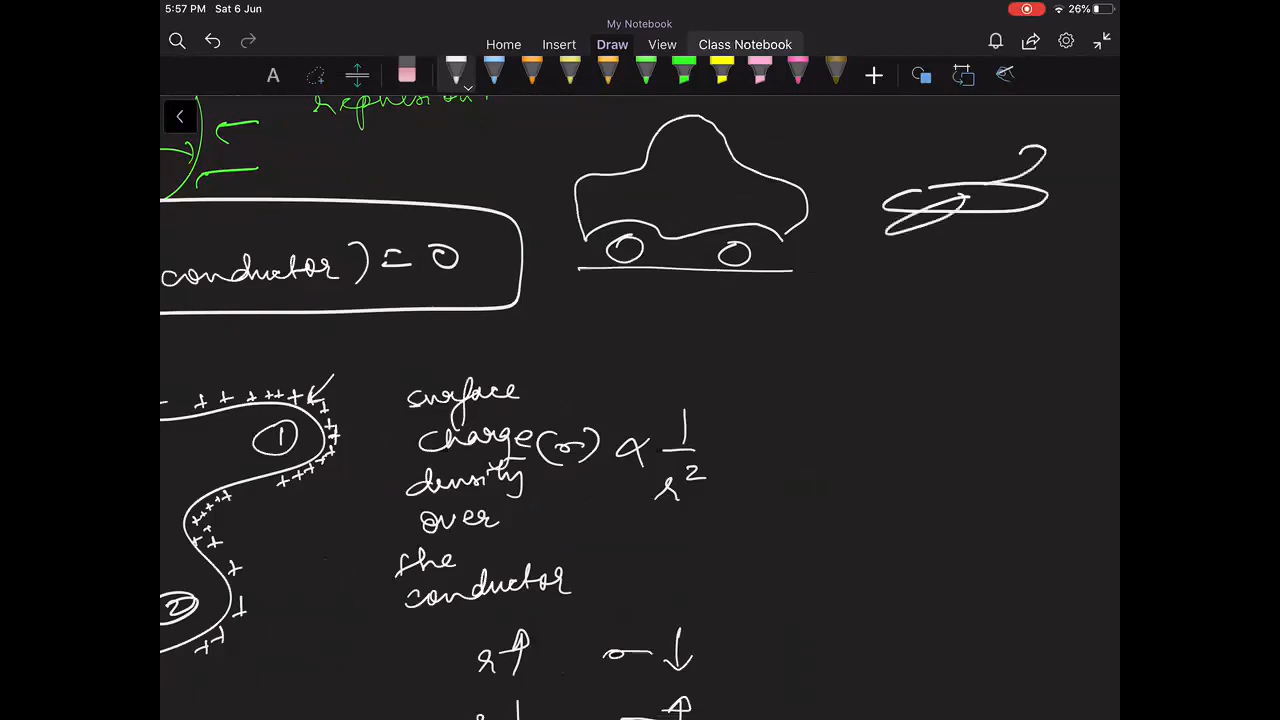 5:57 PM Sat 6 Jun
26%
My Notebook
Home Insert Draw View Class Notebook
A
repulsion.
conductor) = 0
+ + + + + + + +
1
surface
charge (σ) ∝ 1/r²
density
over
the
conductor
2
r↑ σ↓
r↓ ↑